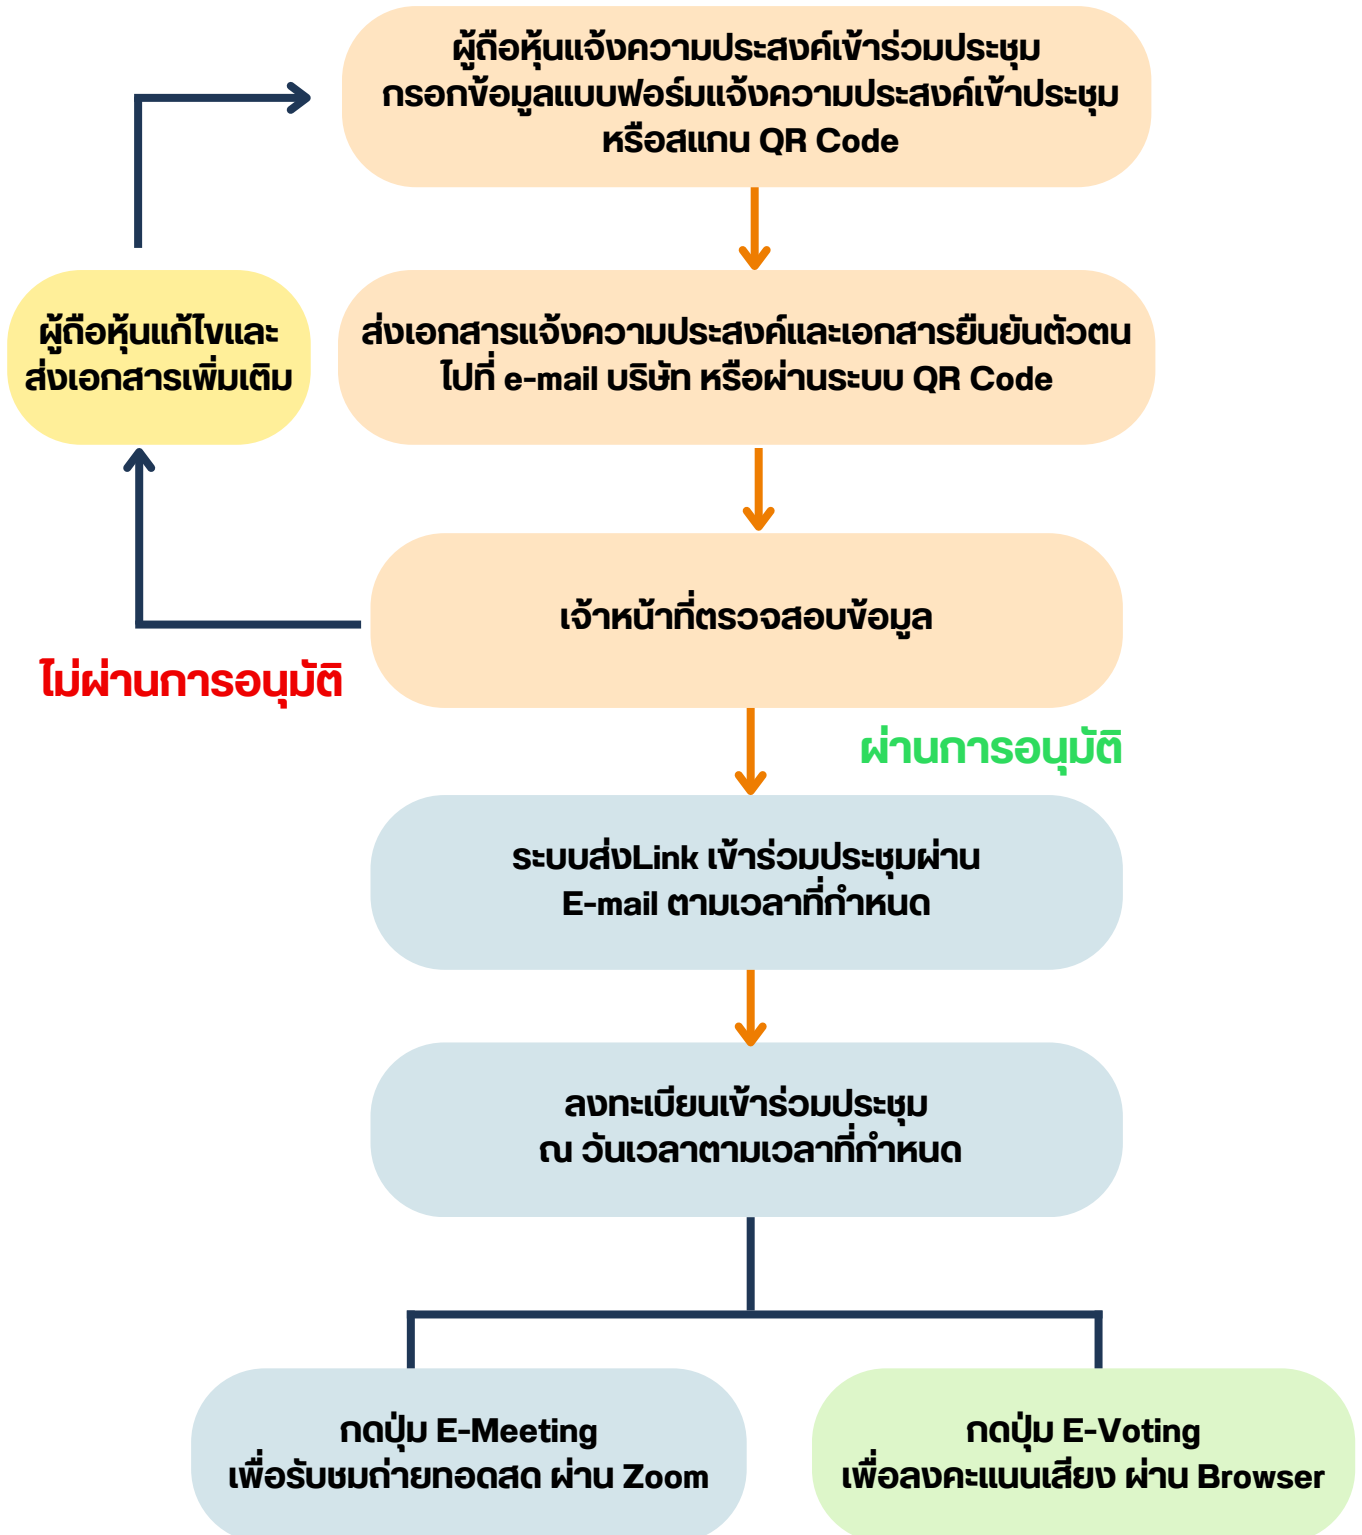 ผู้ถือหุ้นแจ้งความประสงค์เข้าร่วมประชุม
กรอกข้อมูลแบบฟอร์มแจ้งความประสงค์เข้าประชุม
หรือสแกน QR Code
ผู้ถือหุ้นแก้ไขและ
ส่งเอกสารเพิ่มเติม
ส่งเอกสารแจ้งความประสงค์และเอกสารยืนยันตัวตน
ไปที่ e-mail บริษัท หรือผ่านระบบ QR Code
เจ้าหน้าที่ตรวจสอบข้อมูล
ไม่ผ่านการอนุมัติ
ผ่านการอนุมัติ
ระบบส่งLink เข้าร่วมประชุมผ่าน
E-mail ตามเวลาที่กำหนด
ลงทะเบียนเข้าร่วมประชุม
ณ วันเวลาตามเวลาที่กำหนด
กดปุ่ม E-Meeting
เพื่อรับชมถ่ายทอดสด ผ่าน Zoom
กดปุ่ม E-Voting
เพื่อลงคะแนนเสียง ผ่าน Browser